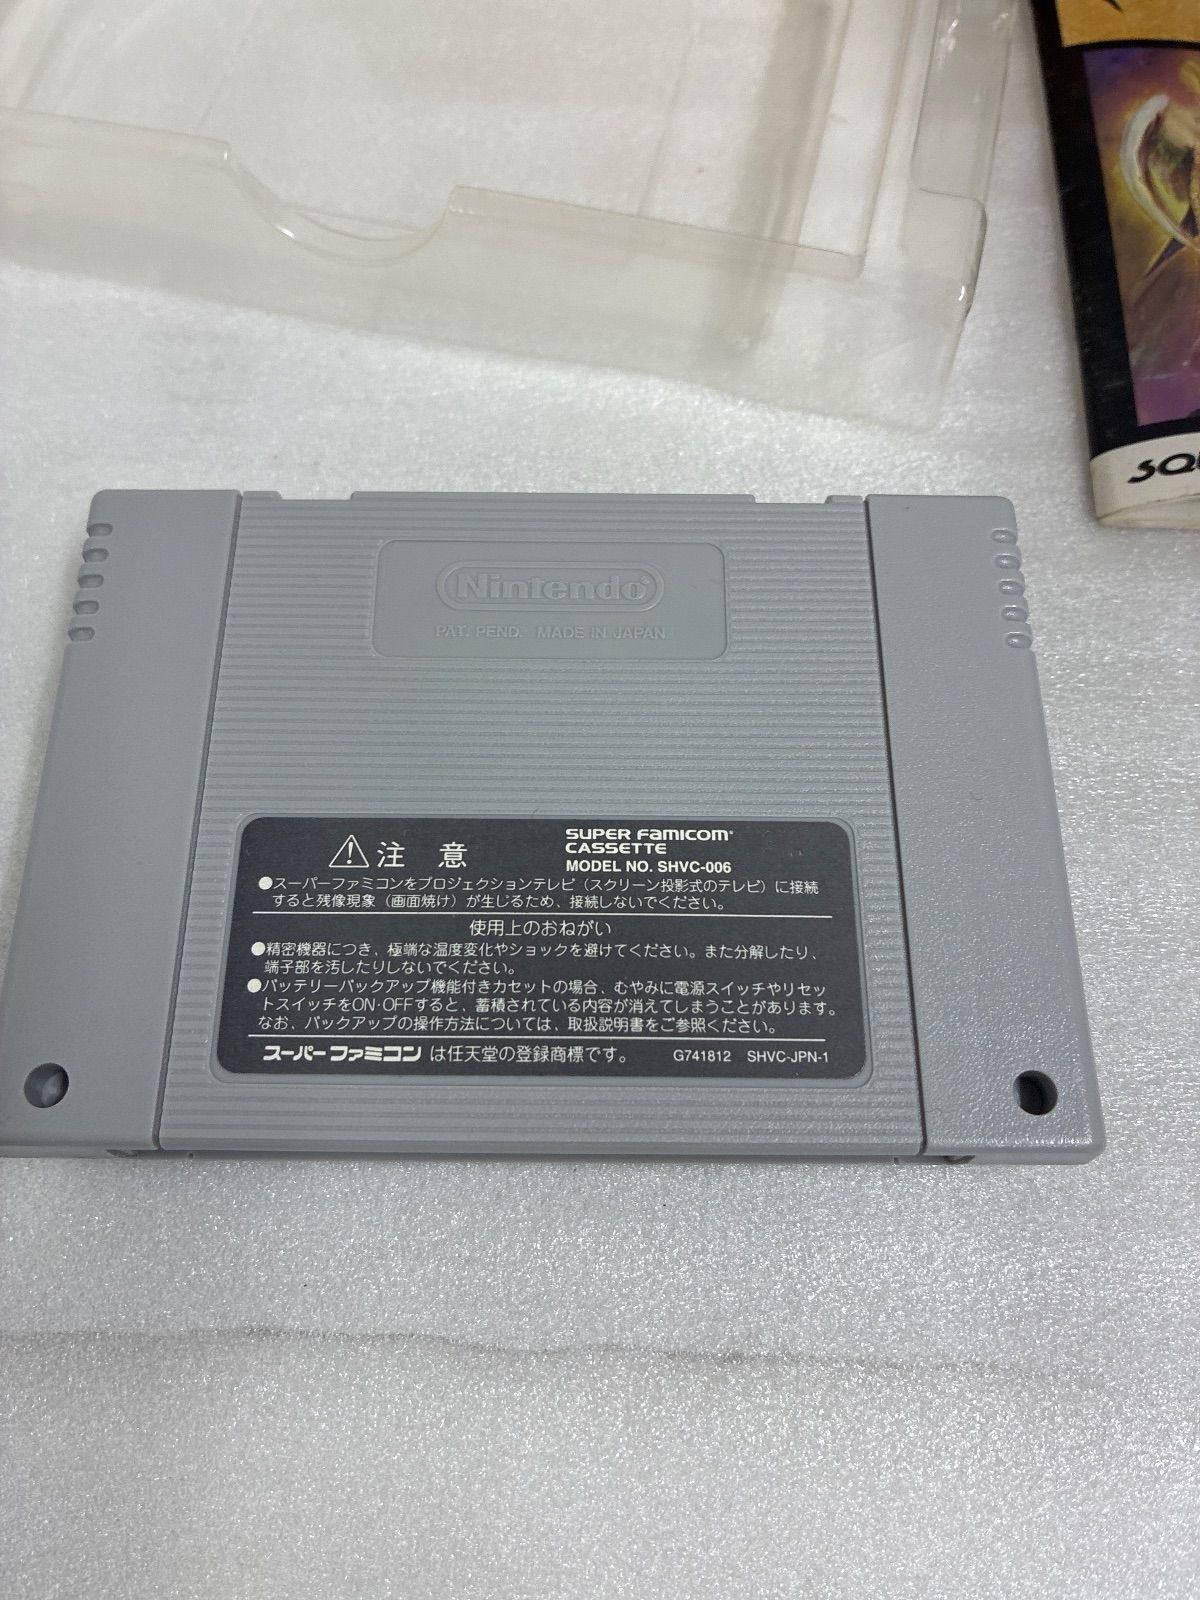 SQU
Nintendo®
PAT. PEND. MADE IN JAPAN
⚠注 意
SUPER FAMICOM®
CASSETTE
MODEL NO. SHVC-006
●スーパーファミコンをプロジェクションテレビ（スクリーン投影式のテレビ）に接続
すると残像現象（画面焼け）が生じるため、接続しないでください。
使用上のおねがい
●精密機器につき、極端な温度変化やショックを避けてください。また分解したり、
端子部を汚したりしないでください。
●バッテリーバックアップ機能付きカセットの場合、むやみに電源スイッチやリセッ
トスイッチをON·OFFすると、蓄積されている内容が消えてしまうことがあります。
なお、バックアップの操作方法については、取扱説明書をご参照ください。
スーパーファミコン は任天堂の登録商標です。 G741812 SHVC-JPN-1